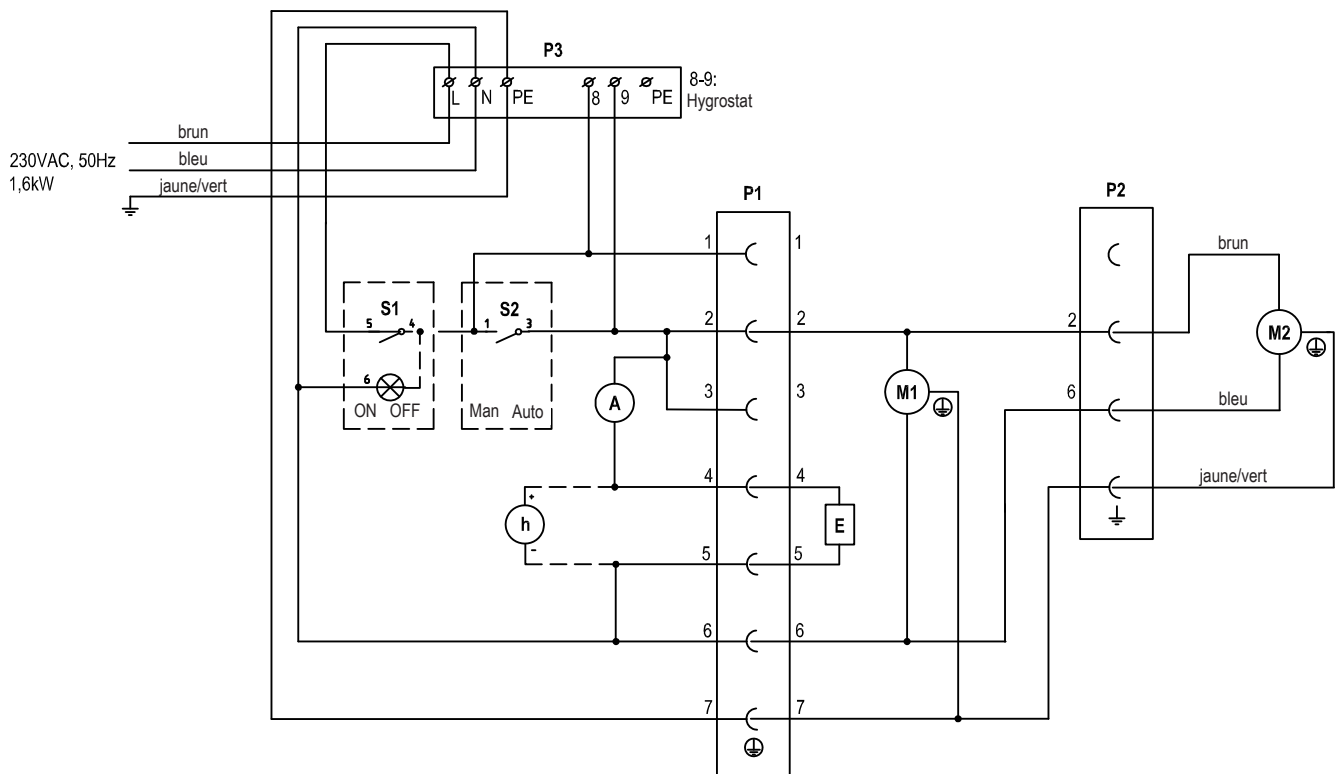 P3
L N PE 8 9 PE
8-9:
Hygrostat
brun
230VAC, 50Hz
bleu
1,6kW
jaune/vert
P1
P2
1 1
brun
S1
S2
5 4 1 3
2 2
2
M2
6
ON OFF
Man Auto
A
3 3
M1
6
bleu
4 4
jaune/vert
+
h
-
E
5 5
6 6
7 7